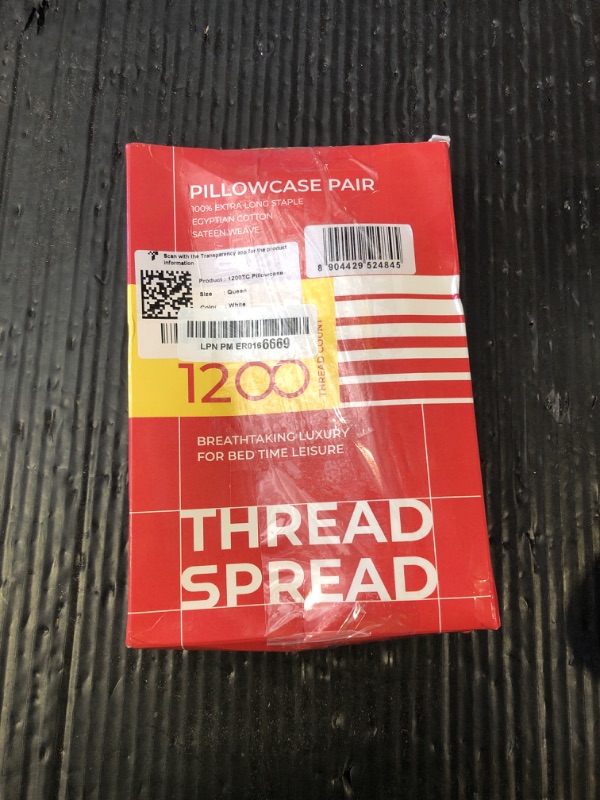 PILLOWCASE PAIR
100% EXTRA-LONG STAPLE
EGYPTIAN COTTON
SATEEN WEAVE
Scan with the Transparency app for the product
information
Product : 1200TC Pillowcase
Size : Queen
Color : White
8 904429 524845
LPN PM ER0166669
1200
THREAD COUNT
BREATHTAKING LUXURY
FOR BED TIME LEISURE
THREAD
SPREAD